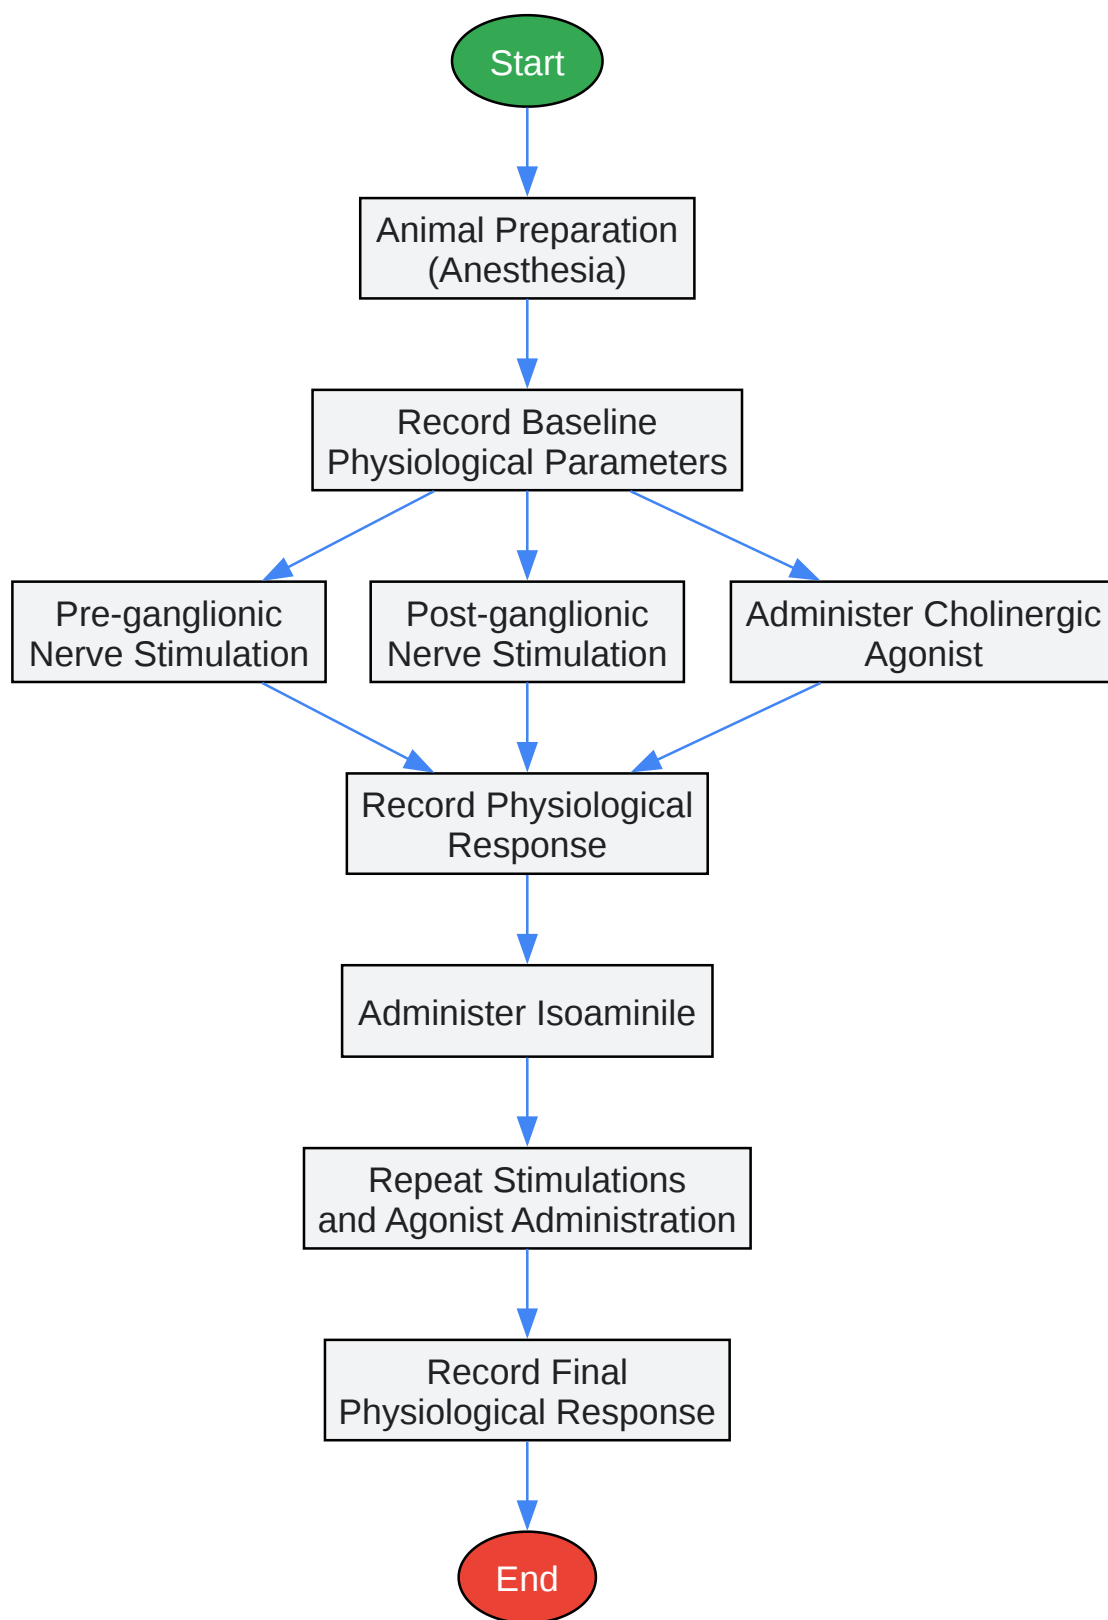 Start
Animal Preparation
(Anesthesia)
Record Baseline
Physiological Parameters
Pre-ganglionic
Nerve Stimulation
Post-ganglionic
Nerve Stimulation
Administer Cholinergic
Agonist
Record Physiological
Response
Administer Isoaminile
Repeat Stimulations
and Agonist Administration
Record Final
Physiological Response
End